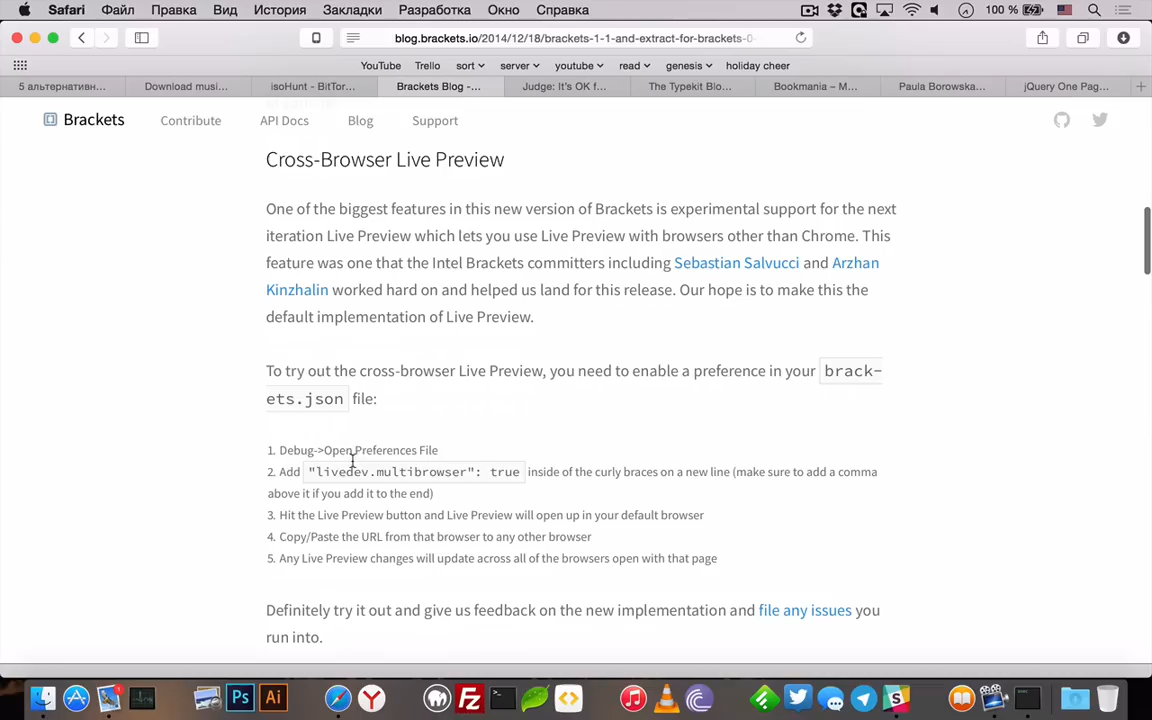 Safari Файл Правка Вид История Закладки Разработка Окно Справка 100 %
blog.brackets.io/2014/12/18/brackets-1-1-and-extract-for-brackets-0-
YouTube Trello sort server youtube read genesis holiday cheer
5 альтернативн... Download musi... isoHunt - BitTor... Brackets Blog -... Judge: It's OK f... The Typekit Blo... Bookmania – M... Paula Borowska... jQuery One Pag...
Brackets Contribute API Docs Blog Support
Cross-Browser Live Preview
One of the biggest features in this new version of Brackets is experimental support for the next
iteration Live Preview which lets you use Live Preview with browsers other than Chrome. This
feature was one that the Intel Brackets committers including Sebastian Salvucci and Arzhan
Kinzhalin worked hard on and helped us land for this release. Our hope is to make this the
default implementation of Live Preview.
To try out the cross-browser Live Preview, you need to enable a preference in your brack-
ets.json file:
1. Debug->Open Preferences File
2. Add "livedev.multibrowser": true inside of the curly braces on a new line (make sure to add a comma
above it if you add it to the end)
3. Hit the Live Preview button and Live Preview will open up in your default browser
4. Copy/Paste the URL from that browser to any other browser
5. Any Live Preview changes will update across all of the browsers open with that page
Definitely try it out and give us feedback on the new implementation and file any issues you
run into.
Ps Ai